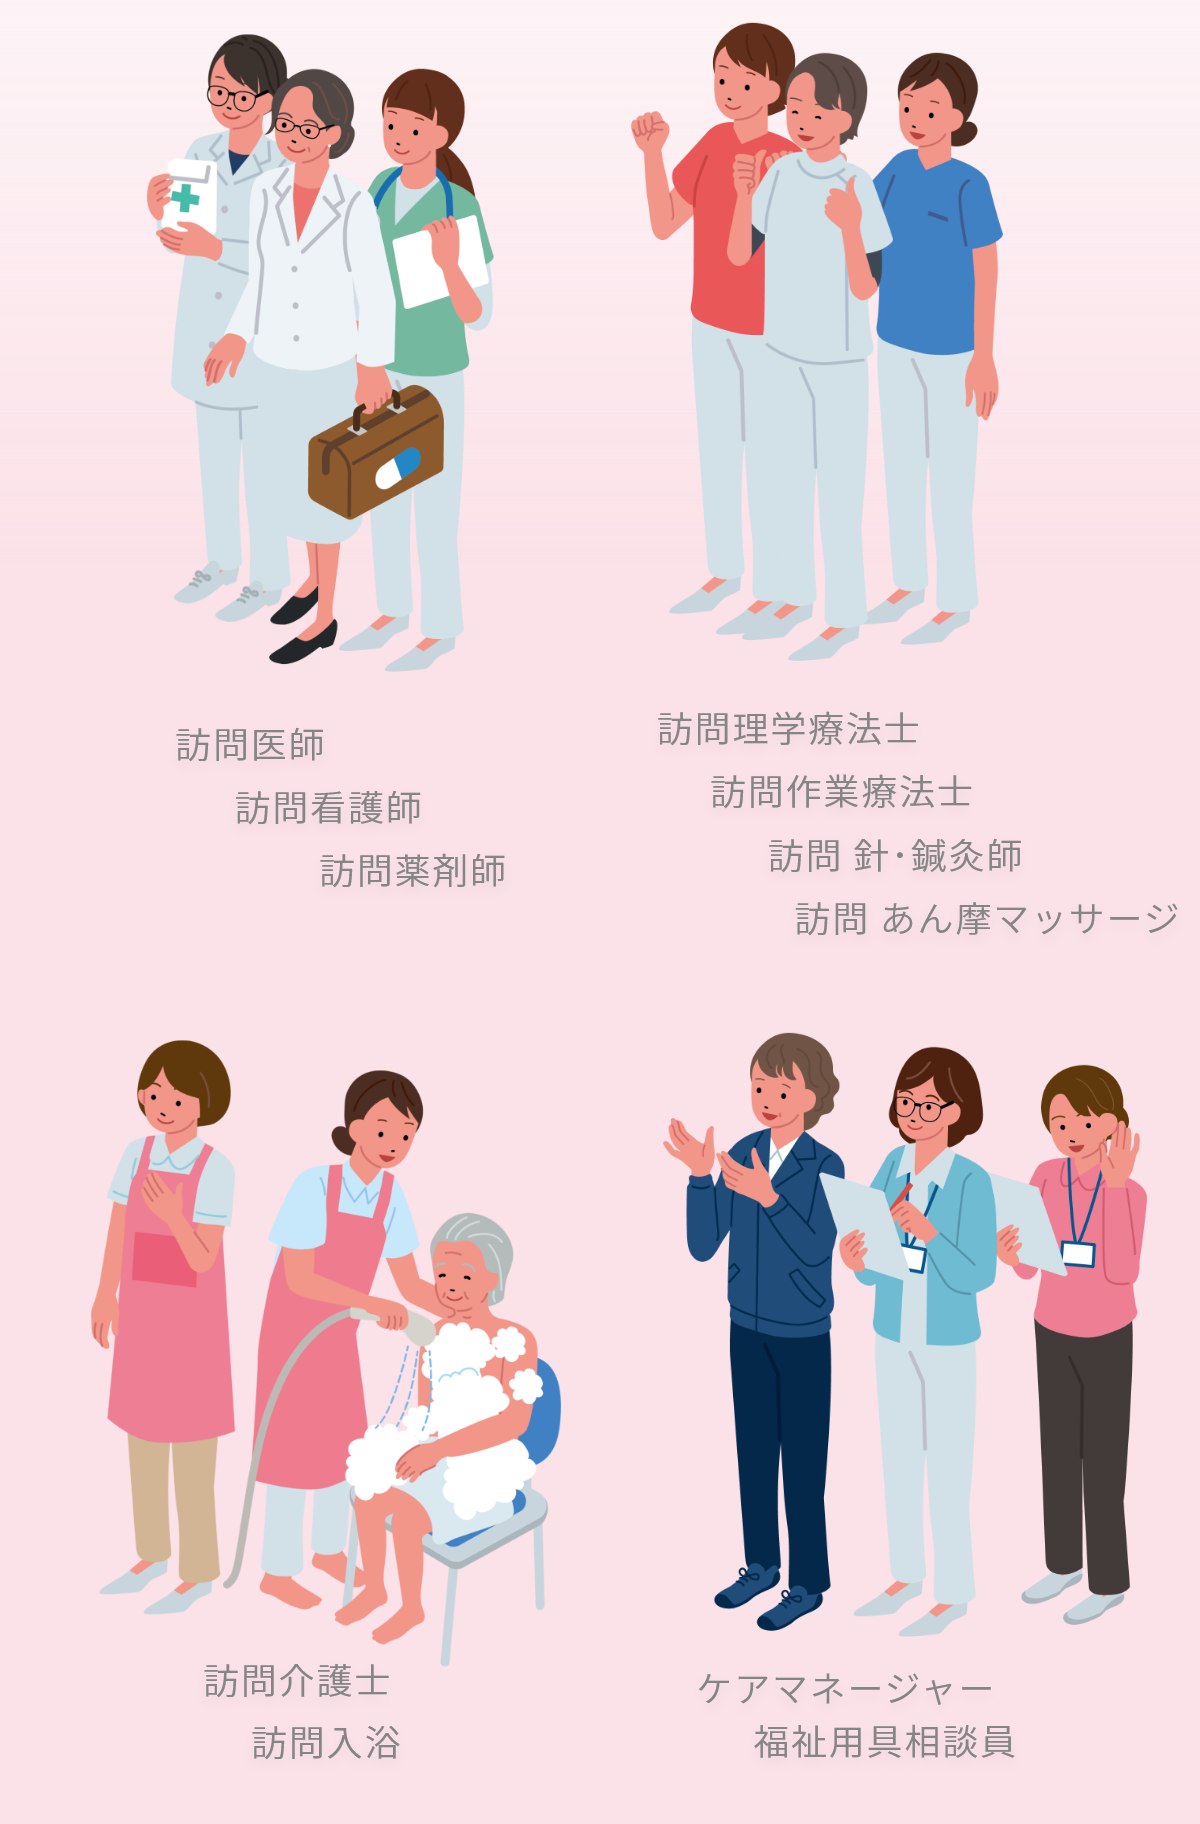 訪問医師
訪問看護師
訪問薬剤師
訪問理学療法士
訪問作業療法士
訪問 針･鍼灸師
訪問 あん摩マッサージ
訪問介護士
訪問入浴
ケアマネージャー
福祉用具相談員